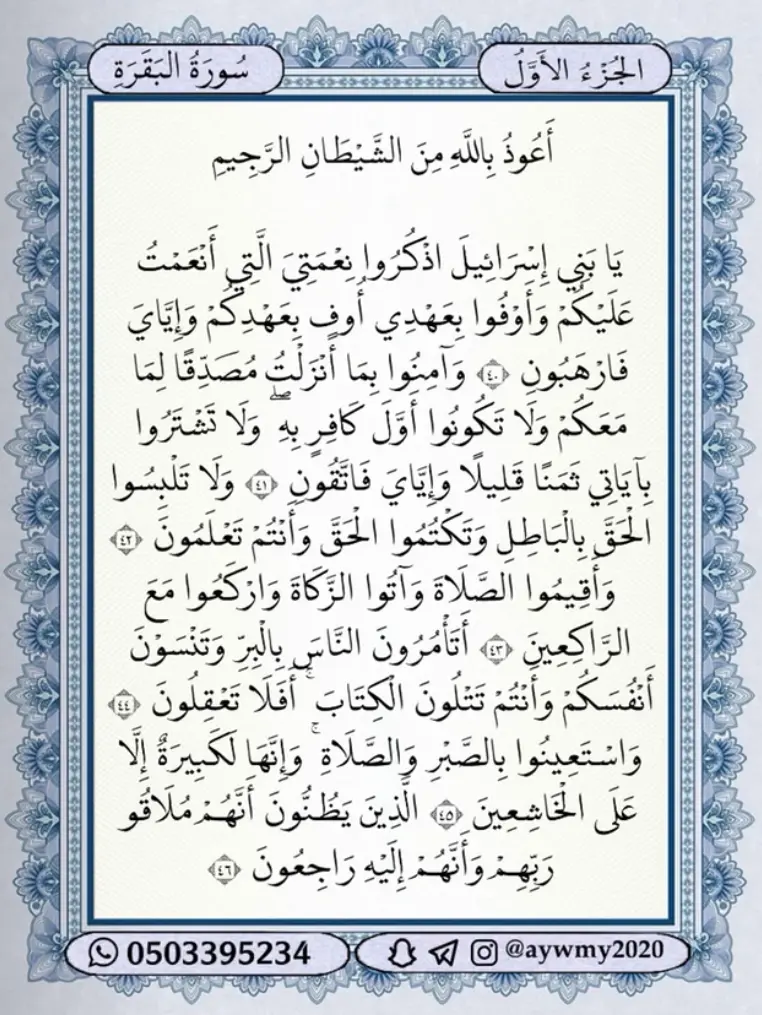 الجُزْءُ الأَوَّلُ
سُورَةُ البَقَرَةِ
أَعُوذُ بِاللَّهِ مِنَ الشَّيْطَانِ الرَّجِيمِ
يَا بَنِي إِسْرَائِيلَ اذْكُرُوا نِعْمَتِيَ الَّتِي أَنْعَمْتُ
عَلَيْكُمْ وَأَوْفُوا بِعَهْدِي أُوفِ بِعَهْدِكُمْ وَإِيَّايَ
فَارْهَبُونِ ٤٠ وَآمِنُوا بِمَا أَنْزَلْتُ مُصَدِّقًا لِمَا
مَعَكُمْ وَلَا تَكُونُوا أَوَّلَ كَافِرٍ بِهِ ۖ وَلَا تَشْتَرُوا
بِآيَاتِي ثَمَنًا قَلِيلًا وَإِيَّايَ فَاتَّقُونِ ٤١ وَلَا تَلْبِسُوا
الْحَقَّ بِالْبَاطِلِ وَتَكْتُمُوا الْحَقَّ وَأَنْتُمْ تَعْلَمُونَ ٤٢
وَأَقِيمُوا الصَّلَاةَ وَآتُوا الزَّكَاةَ وَارْكَعُوا مَعَ
الرَّاكِعِينَ ٤٣ أَتَأْمُرُونَ النَّاسَ بِالْبِرِّ وَتَنْسَوْنَ
أَنْفُسَكُمْ وَأَنْتُمْ تَتْلُونَ الْكِتَابَ ۚ أَفَلَا تَعْقِلُونَ ٤٤
وَاسْتَعِينُوا بِالصَّبْرِ وَالصَّلَاةِ ۚ وَإِنَّهَا لَكَبِيرَةٌ إِلَّا
عَلَى الْخَاشِعِينَ ٤٥ الَّذِينَ يَظُنُّونَ أَنَّهُمْ مُلَاقُو
رَبِّهِمْ وَأَنَّهُمْ إِلَيْهِ رَاجِعُونَ ٤٦
0503395234
@aywmy2020